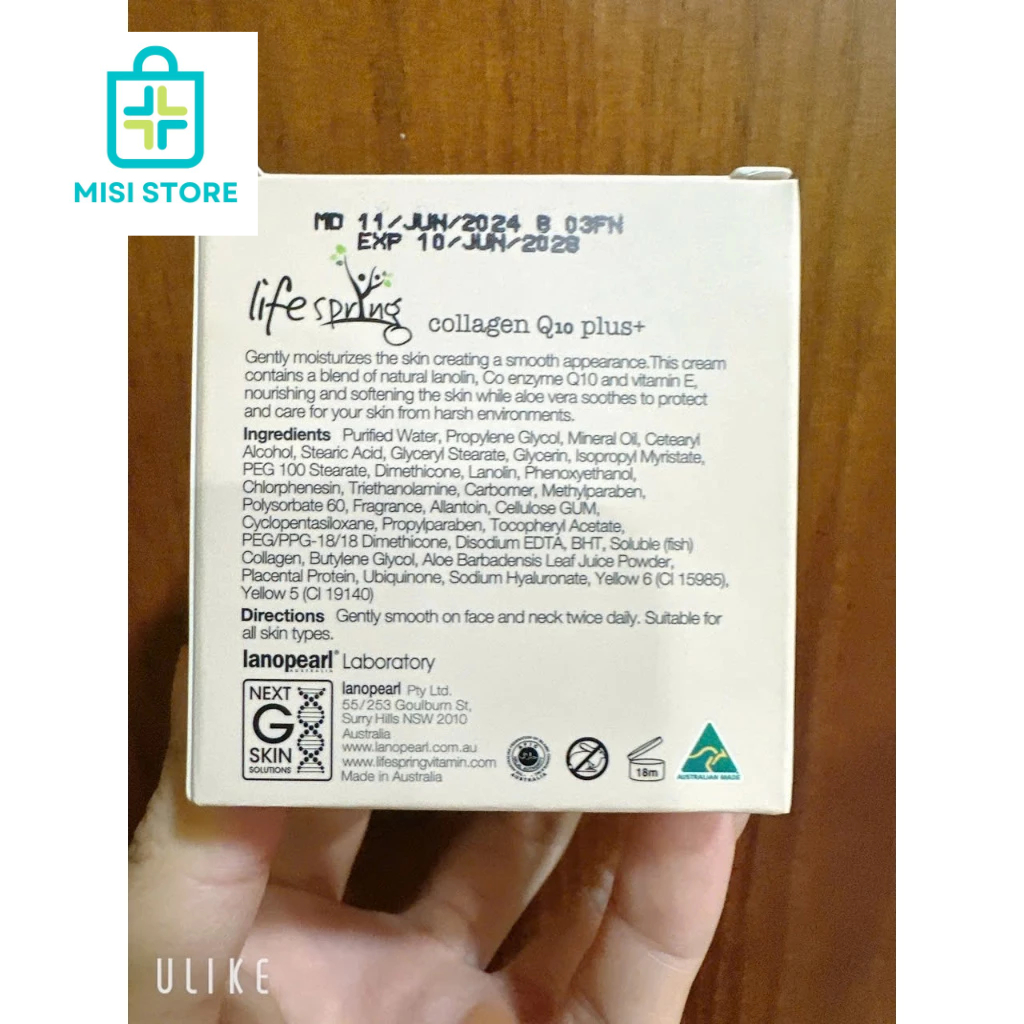 MISI STORE
MD 11/JUN/2024 B 03FN
EXP 10/JUN/2028
life spring
collagen Q10 plus+
Gently moisturizes the skin creating a smooth appearance.This cream
contains a blend of natural lanolin, Co enzyme Q10 and vitamin E,
nourishing and softening the skin while aloe vera soothes to protect
and care for your skin from harsh environments.
Ingredients Purified Water, Propylene Glycol, Mineral Oil, Cetearyl
Alcohol, Stearic Acid, Glyceryl Stearate, Glycerin, Isopropyl Myristate,
PEG 100 Stearate, Dimethicone, Lanolin, Phenoxyethanol,
Chlorphenesin, Triethanolamine, Carbomer, Methylparaben,
Polysorbate 60, Fragrance, Allantoin, Cellulose GUM,
Cyclopentasiloxane, Propylparaben, Tocopheryl Acetate,
PEG/PPG-18/18 Dimethicone, Disodium EDTA, BHT, Soluble (fish)
Collagen, Butylene Glycol, Aloe Barbadensis Leaf Juice Powder,
Placental Protein, Ubiquinone, Sodium Hyaluronate, Yellow 6 (CI 15985),
Yellow 5 (CI 19140)
Directions Gently smooth on face and neck twice daily. Suitable for
all skin types.
lanopearl® Laboratory
AUSTRALIA
NEXT
G
SKIN
SOLUTIONS
lanopearl Pty Ltd.
55/253 Goulburn St,
Surry Hills NSW 2010
Australia
www.lanopearl.com.au
www.lifespringvitamin.com
Made in Australia
AUSTRALIA
18m
AUSTRALIAN MADE
ULIKE